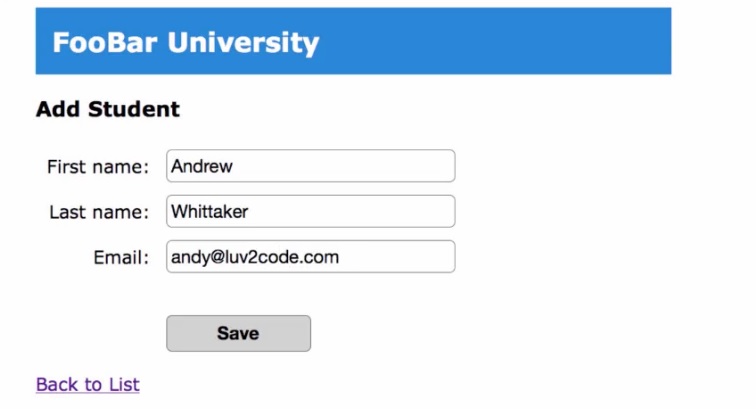 FooBar University
Add Student
First name: Andrew
Last name: Whittaker
Email: andy@luv2code.com
Save
Back to List